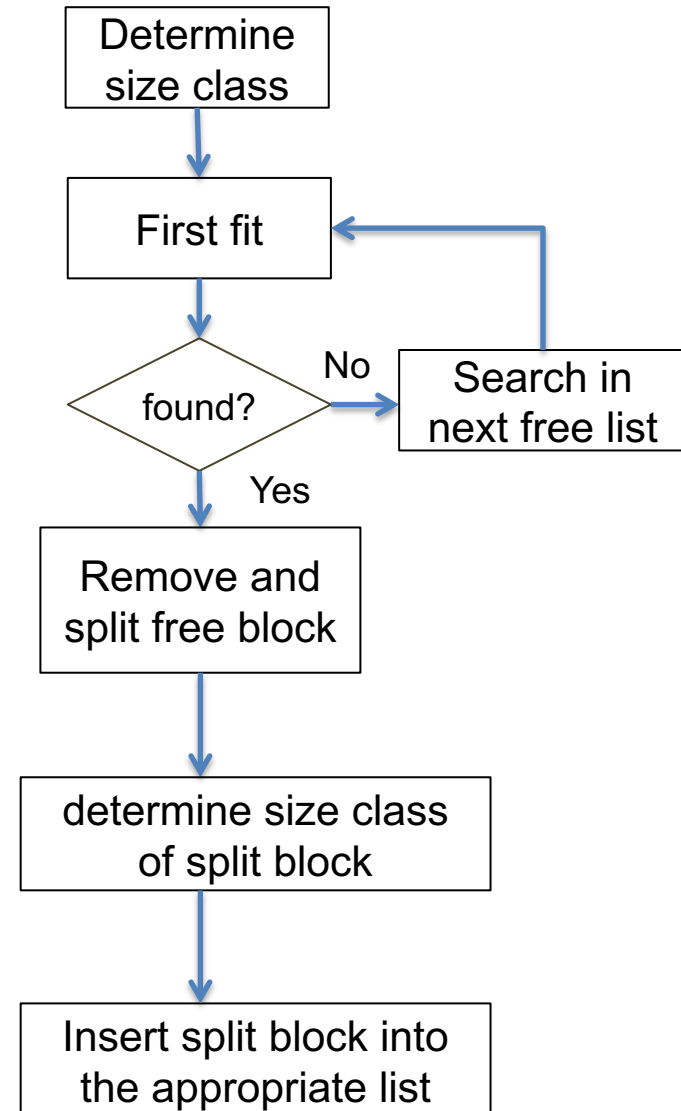 Determine
size class
First fit
found?
No
Search in
next free list
Yes
Remove and
split free block
determine size class
of split block
Insert split block into
the appropriate list